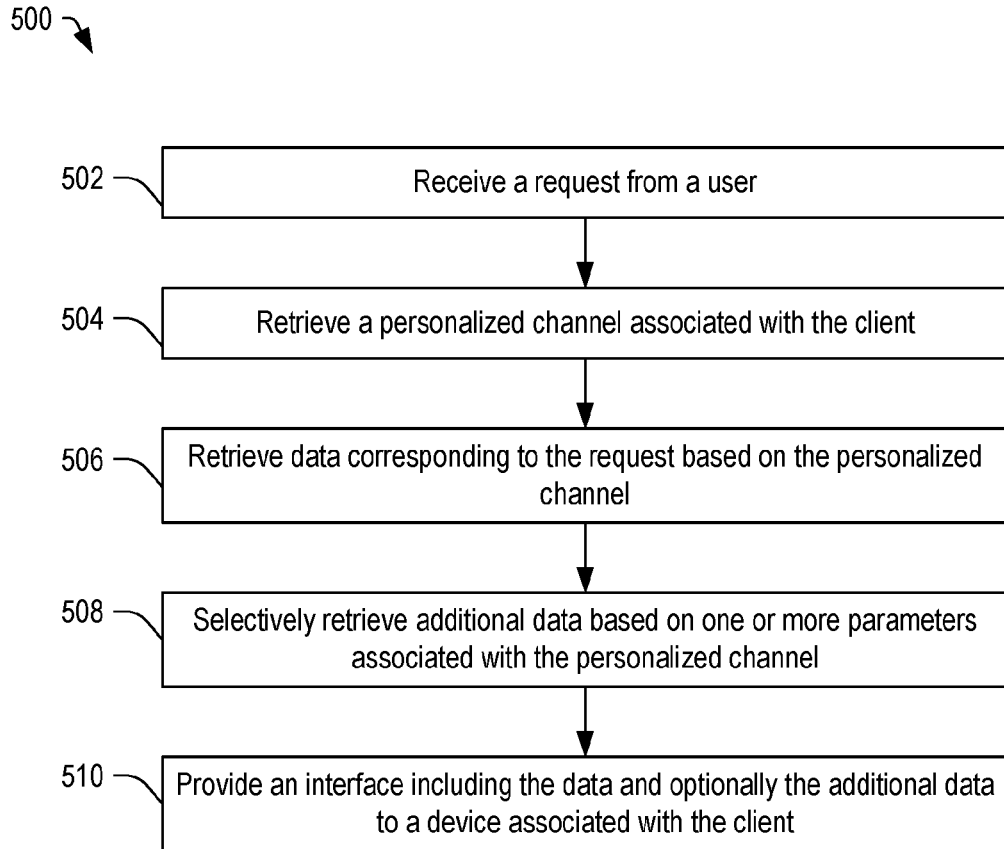 500
502
Receive a request from a user
504
Retrieve a personalized channel associated with the client
506
Retrieve data corresponding to the request based on the personalized
channel
508
Selectively retrieve additional data based on one or more parameters
associated with the personalized channel
510
Provide an interface including the data and optionally the additional data
to a device associated with the client